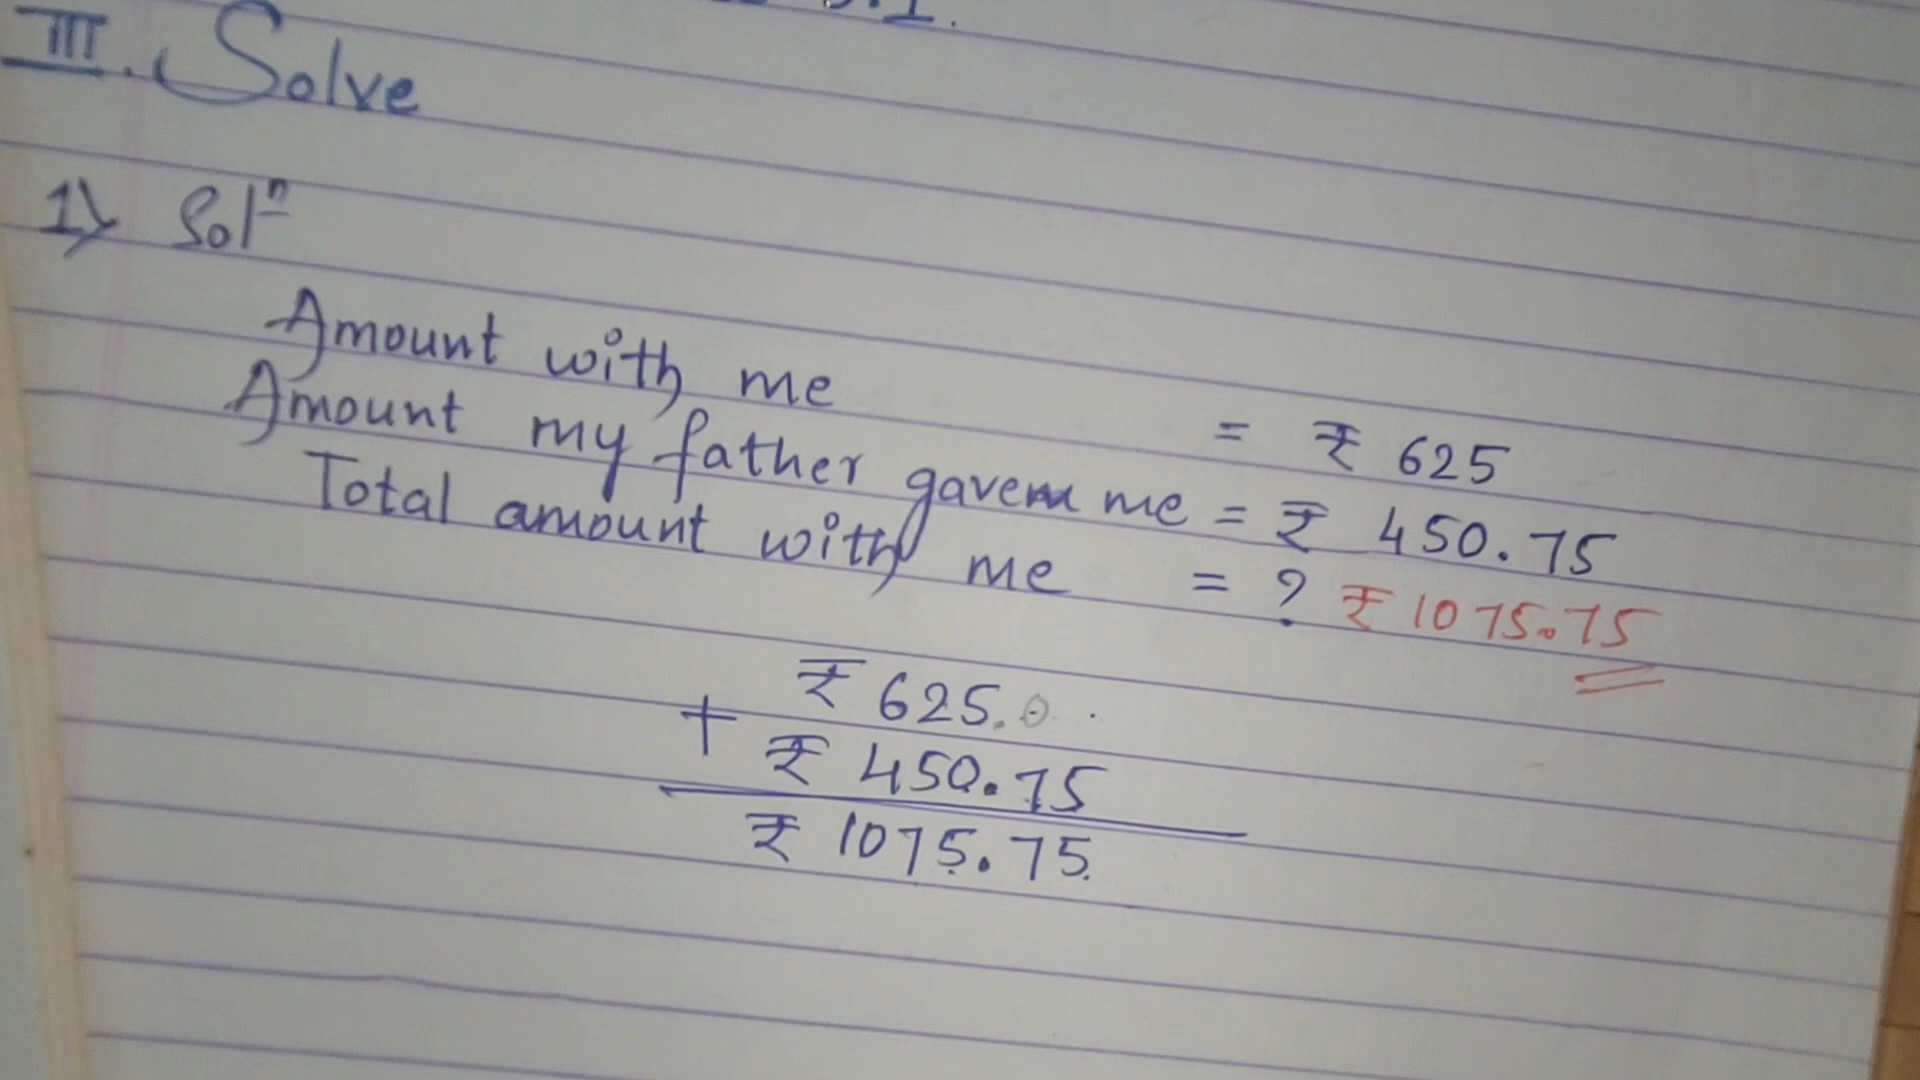 III. Solve
1) Solⁿ
Amount with me = ₹ 625
Amount my father gave me = ₹ 450.75
Total amount with me = ? ₹ 1075.75
₹ 625.0
+ ₹ 450.75
₹ 1075.75